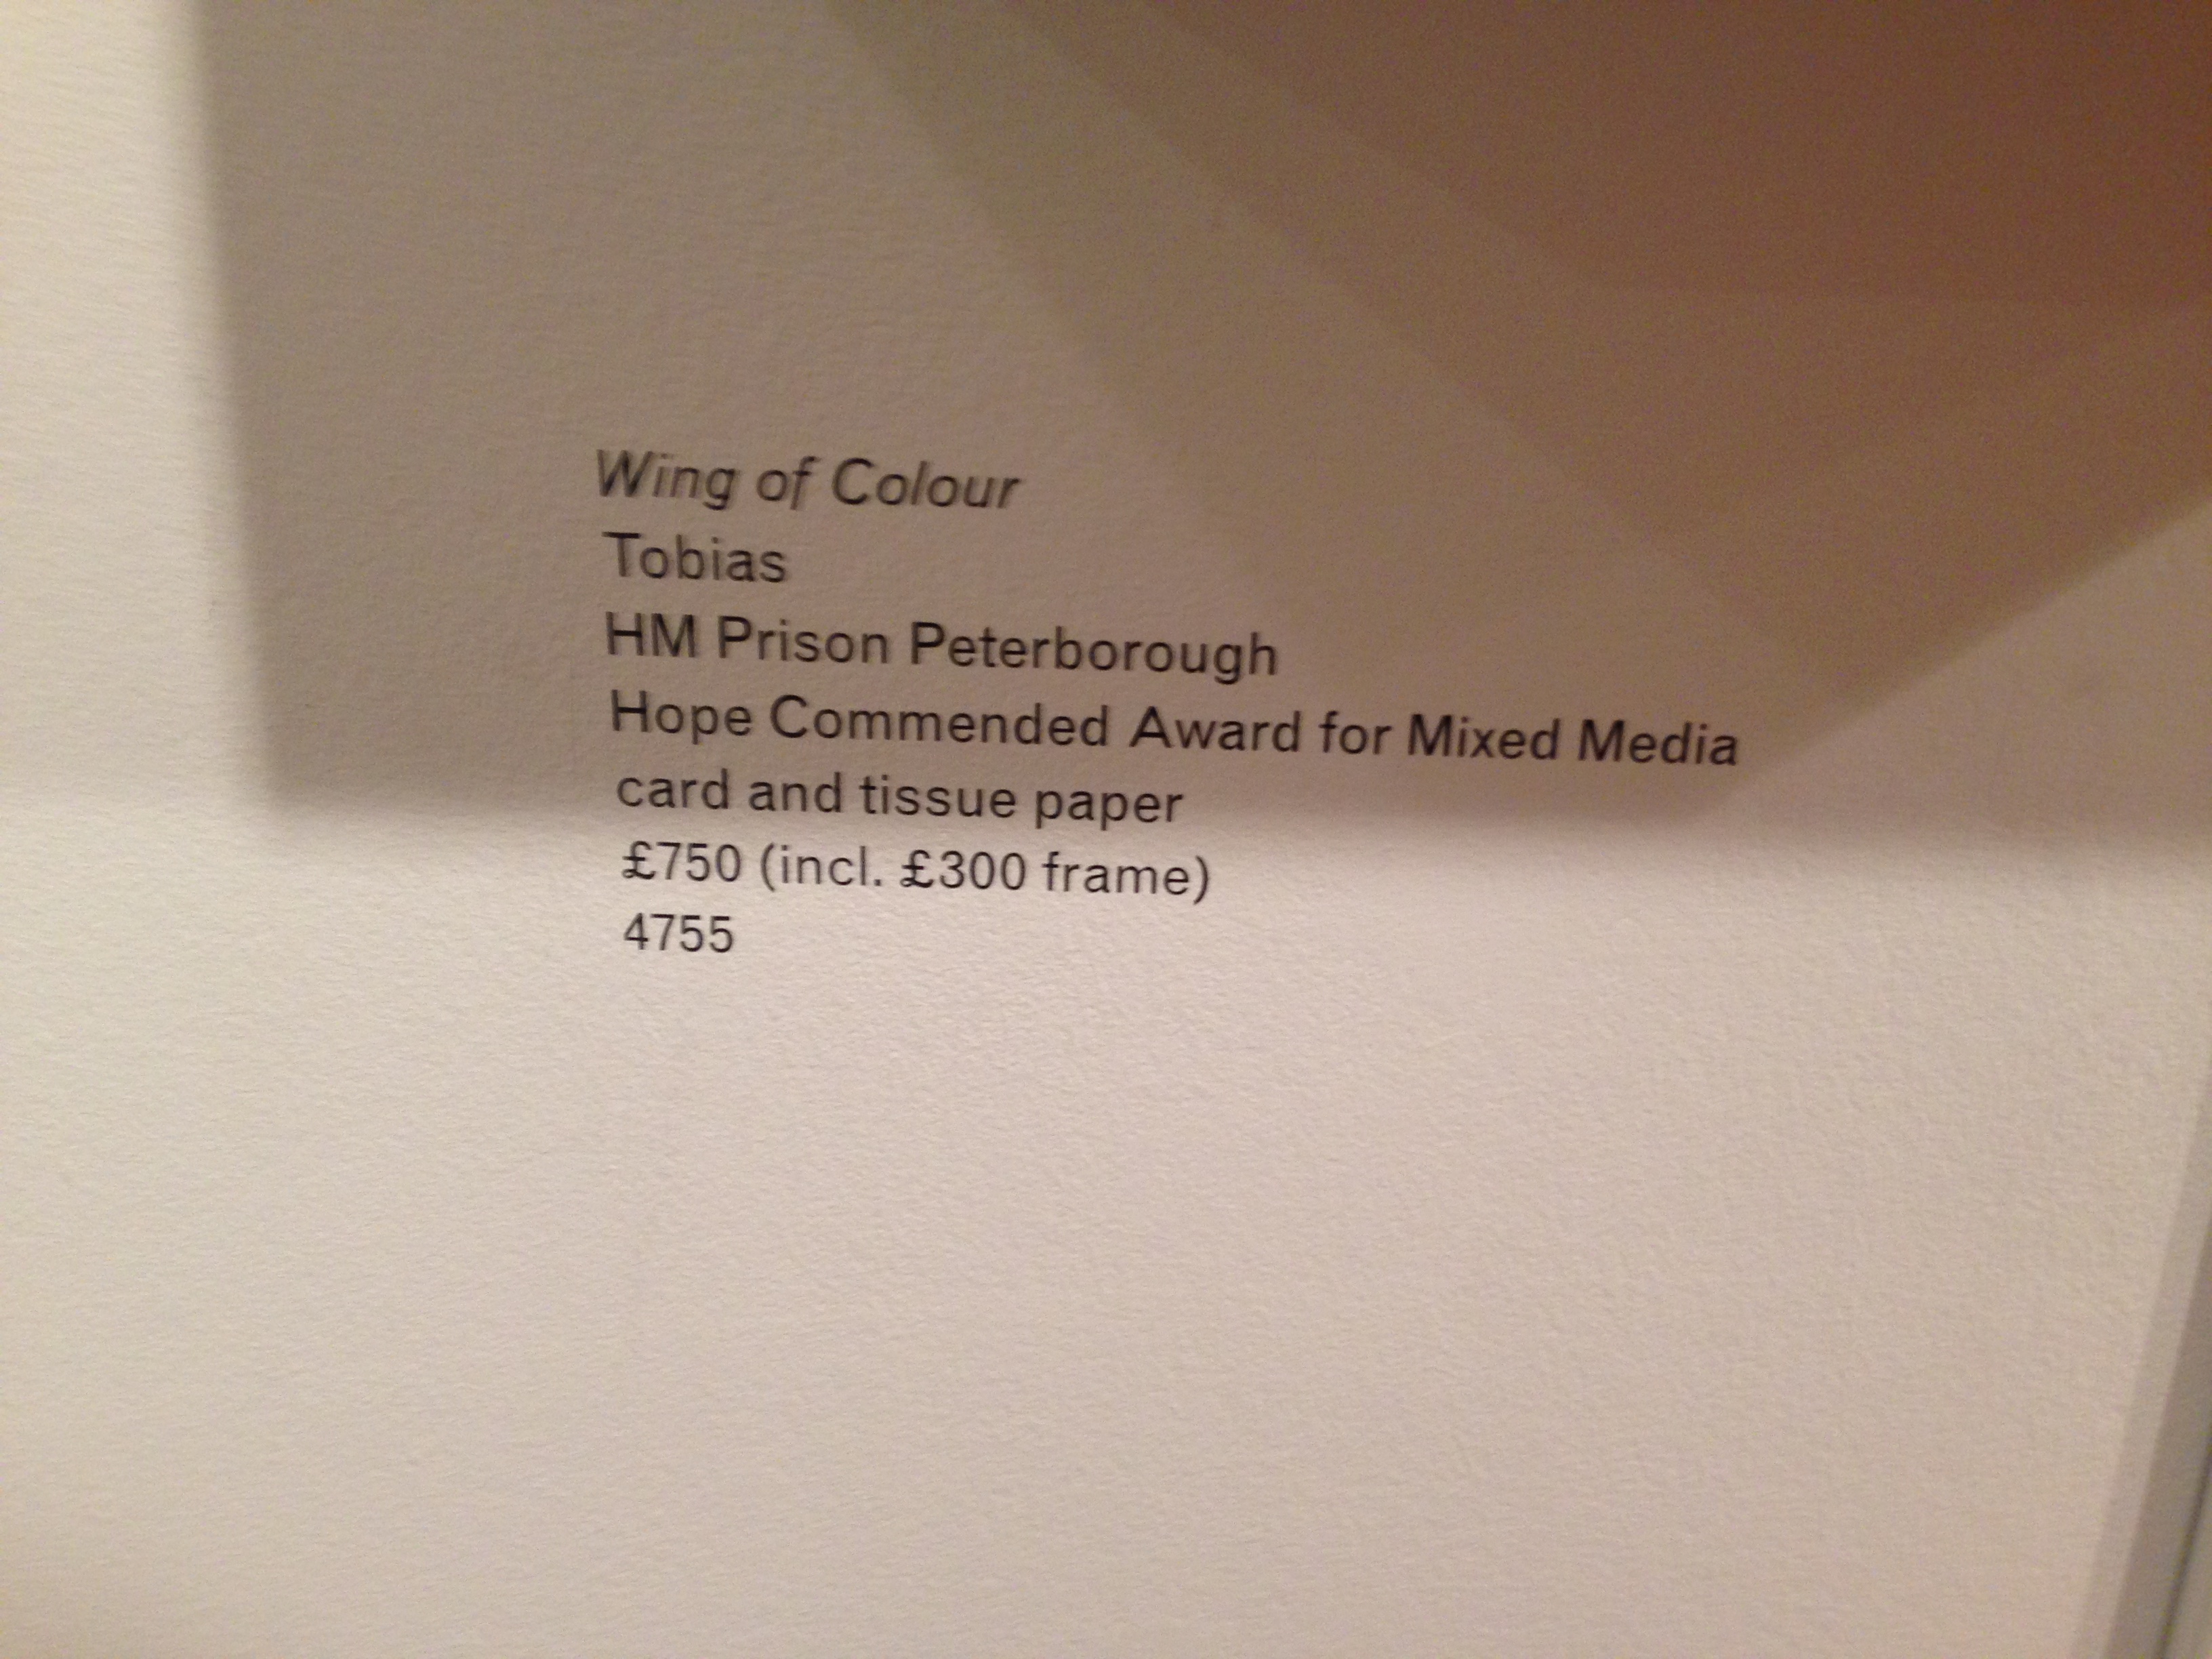 Wing of Colour
Tobias
HM Prison Peterborough
Hope Commended Award for Mixed Media
card and tissue paper
£750 (incl. £300 frame)
4755